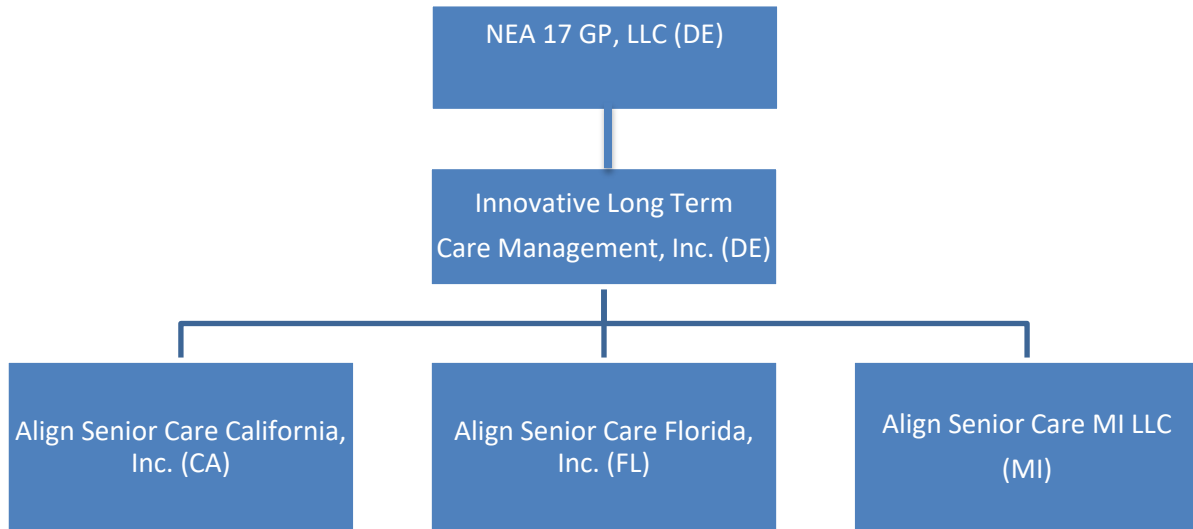 NEA 17 GP, LLC (DE)
Innovative Long Term
Care Management, Inc. (DE)
Align Senior Care California,
Inc. (CA)
Align Senior Care Florida,
Inc. (FL)
Align Senior Care MI LLC
(MI)